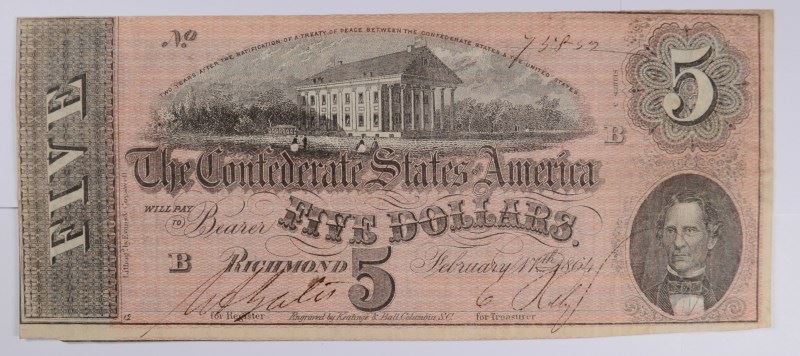 No
75852
TWO YEARS AFTER THE RATIFICATION OF A TREATY OF PEACE BETWEEN THE CONFEDERATE STATES & THE UNITED STATES
5
FIVE
B
The Confederate States of America
WILL PAY
TO Bearer FIVE DOLLARS.
B RICHMOND 5 February 17th 1864
12
for Register
Engraved by Keatinge & Ball, Columbia, S.C.
for Treasurer